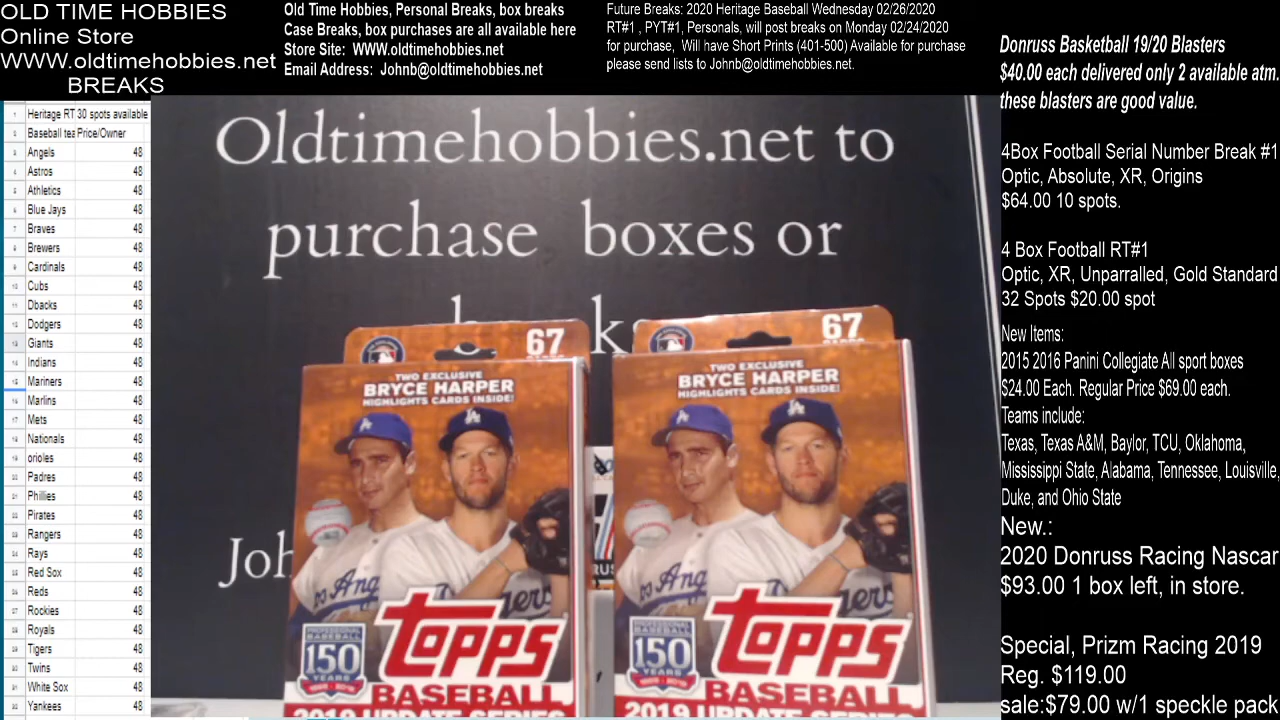 OLD TIME HOBBIES
Online Store
WWW.oldtimehobbies.net
BREAKS
Old Time Hobbies, Personal Breaks, box breaks
Case Breaks, box purchases are all available here
Store Site: WWW.oldtimehobbies.net
Email Address: Johnb@oldtimehobbies.net
Future Breaks: 2020 Heritage Baseball Wednesday 02/26/2020
RT#1 , PYT#1, Personals, will post breaks on Monday 02/24/2020
for purchase, Will have Short Prints (401-500) Available for purchase
please send lists to Johnb@oldtimehobbies.net.
Donruss Basketball 19/20 Blasters
$40.00 each delivered only 2 available atm.
these blasters are good value.
4Box Football Serial Number Break #1
Optic, Absolute, XR, Origins
$64.00 10 spots.
4 Box Football RT#1
Optic, XR, Unparralled, Gold Standard
32 Spots $20.00 spot
New Items:
2015 2016 Panini Collegiate All sport boxes
$24.00 Each. Regular Price $69.00 each.
Teams include:
Texas, Texas A&M, Baylor, TCU, Oklahoma,
Mississippi State, Alabama, Tennessee, Louisville,
Duke, and Ohio State
New.:
2020 Donruss Racing Nascar
$93.00 1 box left, in store.
Special, Prizm Racing 2019
Reg. $119.00
sale:$79.00 w/1 speckle pack
Heritage RT 30 spots available
Baseball tea Price/Owner
Angels 48
Astros 48
Athletics 48
Blue Jays 48
Braves 48
Brewers 48
Cardinals 48
Cubs 48
Dbacks 48
Dodgers 48
Giants 48
Indians 48
Mariners 48
Marlins 48
Mets 48
Nationals 48
orioles 48
Padres 48
Phillies 48
Pirates 48
Rangers 48
Rays 48
Red Sox 48
Reds 48
Rockies 48
Royals 48
Tigers 48
Twins 48
White Sox 48
Yankees 48
Oldtimehobbies.net to
purchase boxes or
Joh
67
TWO EXCLUSIVE
BRYCE HARPER
HIGHLIGHTS CARDS INSIDE!
PROFESSIONAL
BASEBALL
150
topps
BASEBALL
2019 UPDATE SERIES
67
TWO EXCLUSIVE
BRYCE HARPER
HIGHLIGHTS CARDS INSIDE!
PROFESSIONAL
BASEBALL
150
topps
BASEBALL
2019 UPDATE SERIES